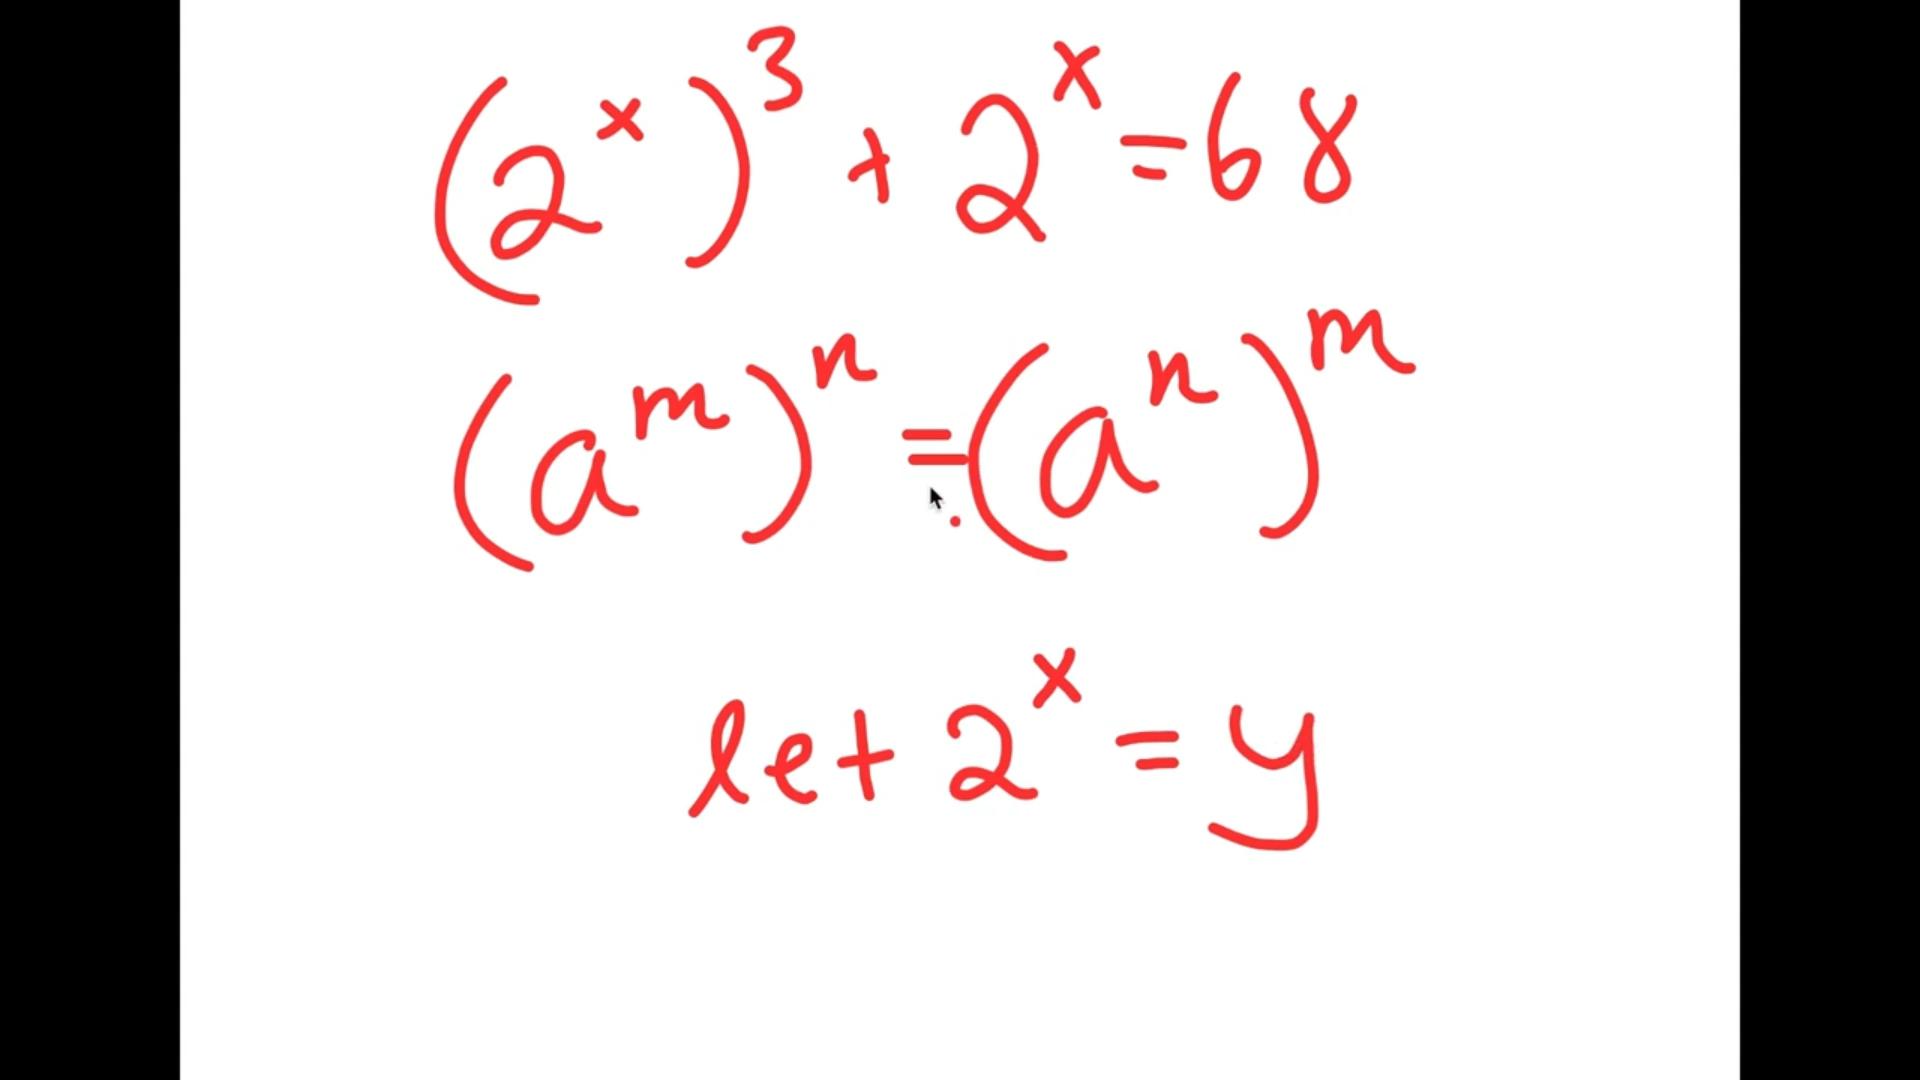 (2^x)^3 + 2^x = 68
(a^m)^n = (a^n)^m
let 2^x = y